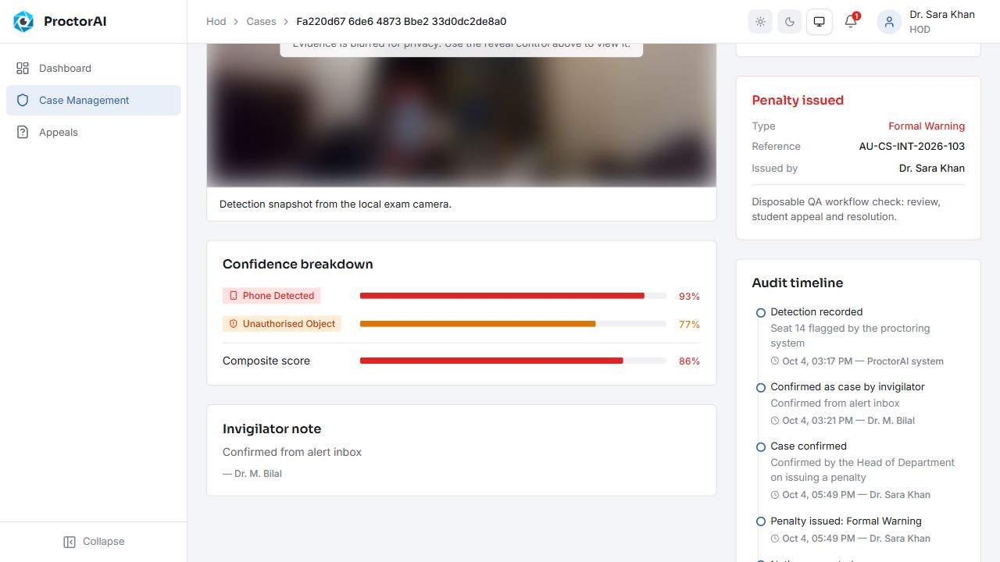 ProctorAI
Hod > Cases > Fa220d67 6de6 4873 Bbe2 33d0dc2de8a0
1
Dr. Sara Khan
HOD
Dashboard
Case Management
Appeals
Collapse
Evidence is blurred for privacy. Use the reveal control above to view it.
Detection snapshot from the local exam camera.
Confidence breakdown
Phone Detected 93%
Unauthorised Object 77%
Composite score 86%
Invigilator note
Confirmed from alert inbox
— Dr. M. Bilal
Penalty issued
Type Formal Warning
Reference AU-CS-INT-2026-103
Issued by Dr. Sara Khan
Disposable QA workflow check: review,
student appeal and resolution.
Audit timeline
Detection recorded
Seat 14 flagged by the proctoring
system
Oct 4, 03:17 PM — ProctorAI system
Confirmed as case by invigilator
Confirmed from alert inbox
Oct 4, 03:21 PM — Dr. M. Bilal
Case confirmed
Confirmed by the Head of Department
on issuing a penalty
Oct 4, 05:49 PM — Dr. Sara Khan
Penalty issued: Formal Warning
Oct 4, 05:49 PM — Dr. Sara Khan